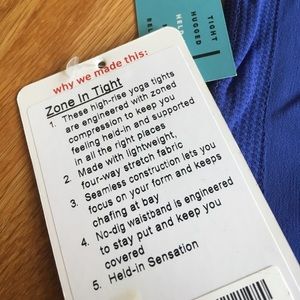 why we made this:
Zone In Tight
1. These high-rise yoga tights
are engineered with zoned
compression to keep you
feeling held-in and supported
in all the right places
2. Made with lightweight,
four-way stretch fabric
3. Seamless construction lets you
focus on your form and keeps
chafing at bay
4. No-dig waistband is engineered
to stay put and keep you
covered
5. Held-In Sensation
TIGHT
HUGGED